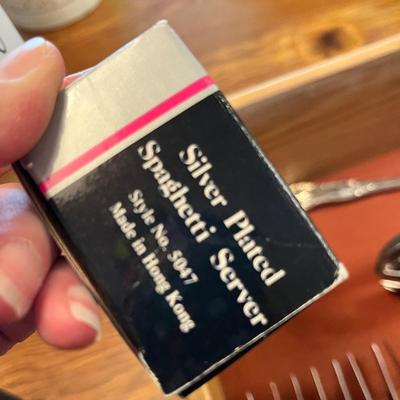 Silver Plated
Spaghetti Server
Style No. 5047
Made in Hong Kong